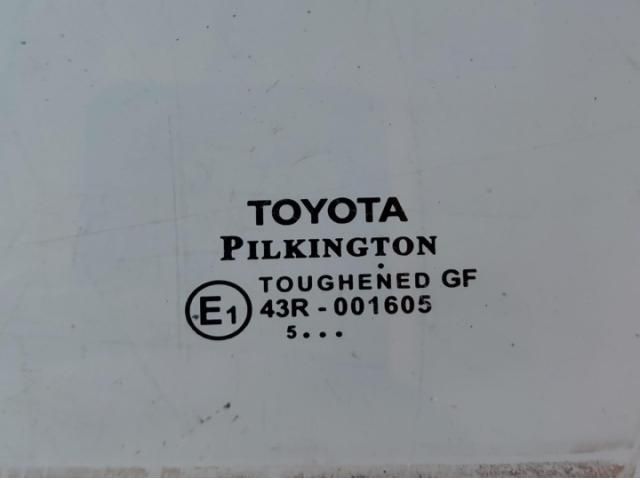 TOYOTA
PILKINGTON
TOUGHENED GF
E1 43R - 001605
5...